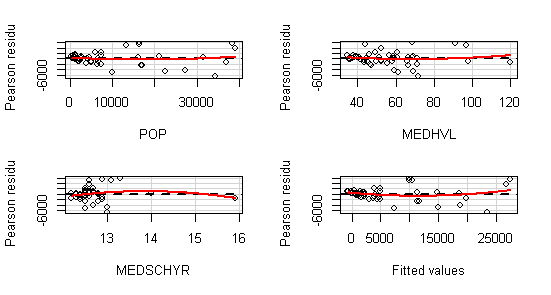 Pearson residu
-6000
0 10000 30000
POP
Pearson residu
-6000
40 60 80 100 120
MEDHVL
Pearson residu
-6000
13 14 15 16
MEDSCHYR
Pearson residu
-6000
0 5000 15000 25000
Fitted values